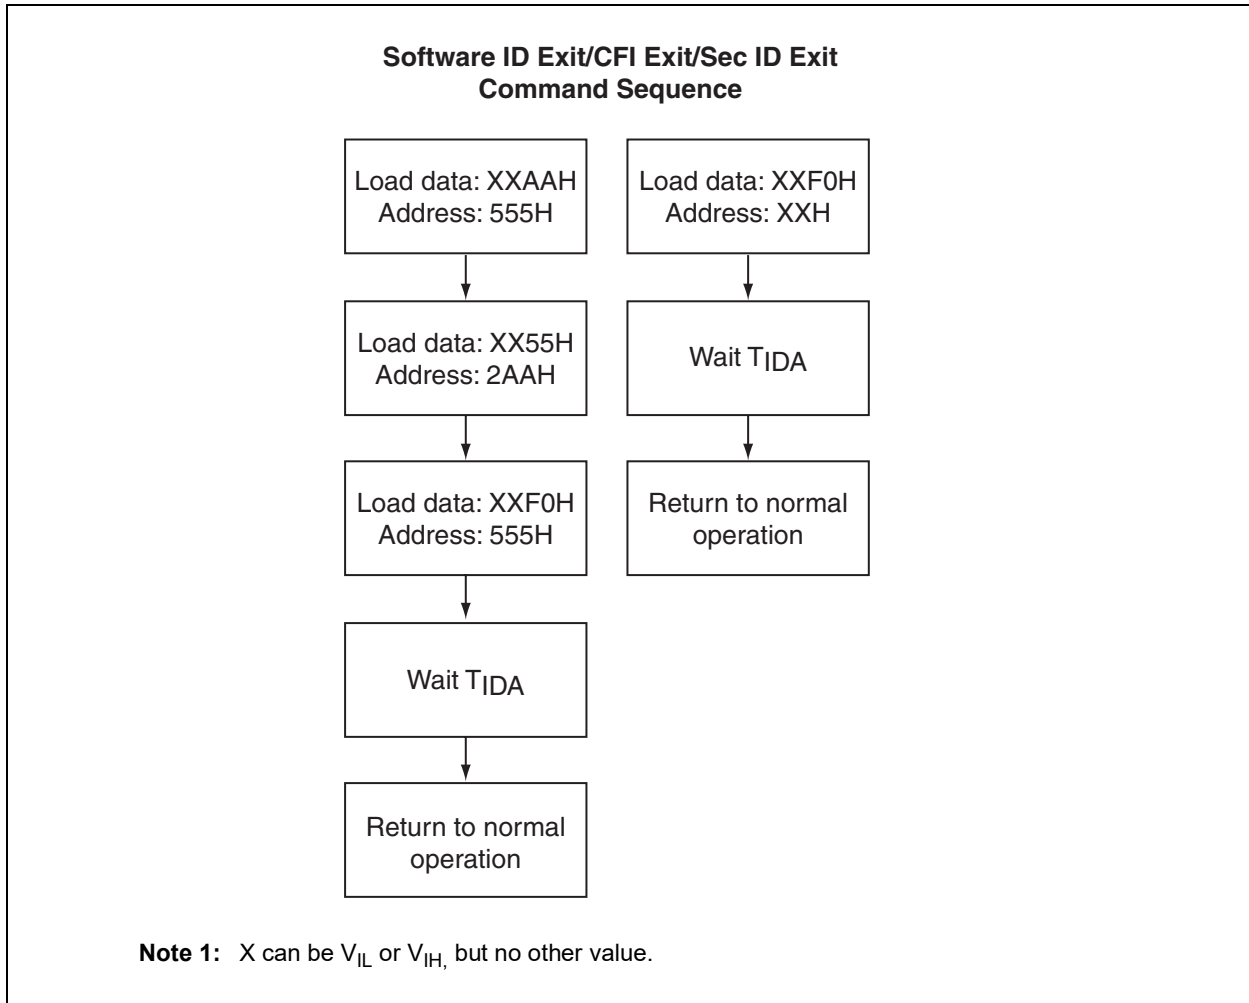 Software ID Exit/CFI Exit/Sec ID Exit
Command Sequence
Load data: XXAAH
Address: 555H
Load data: XX55H
Address: 2AAH
Load data: XXF0H
Address: 555H
Wait TIDA
Return to normal
operation
Load data: XXF0H
Address: XXH
Wait TIDA
Return to normal
operation
Note 1: X can be VIL or VIH, but no other value.